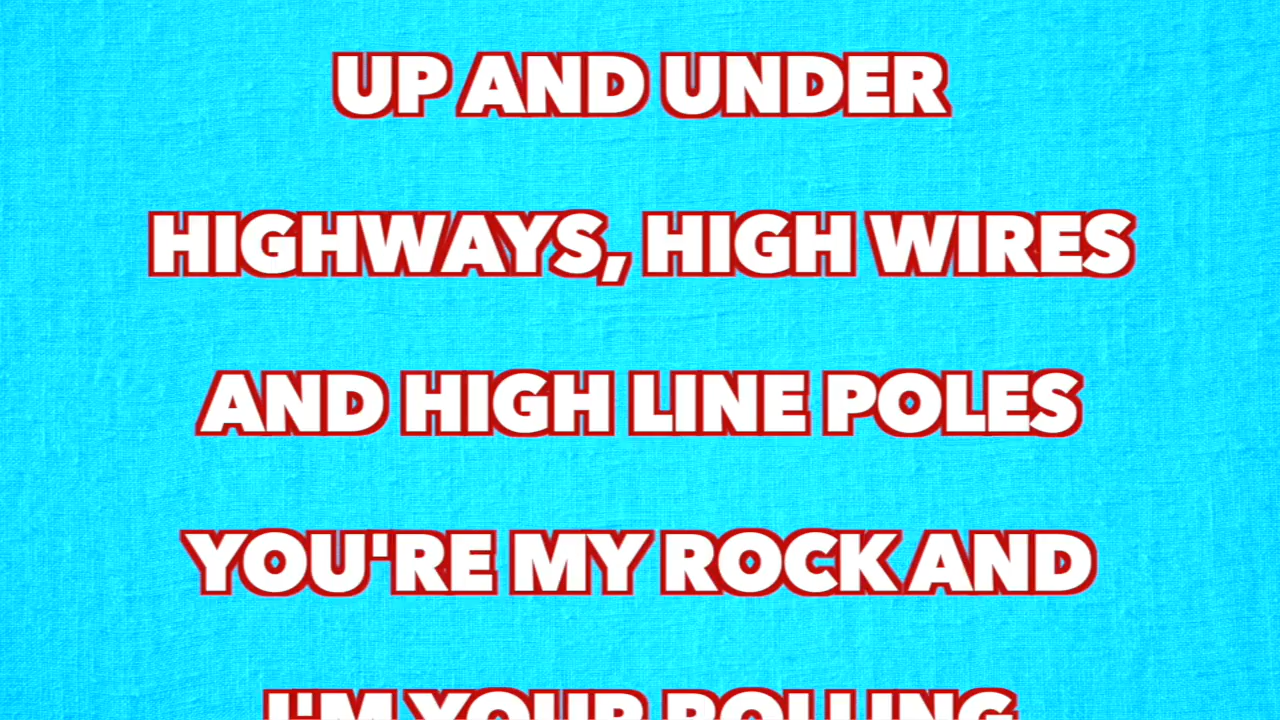 UP AND UNDER
HIGHWAYS, HIGH WIRES
AND HIGH LINE POLES
YOU'RE MY ROCK AND
I'M YOUR ROLLING